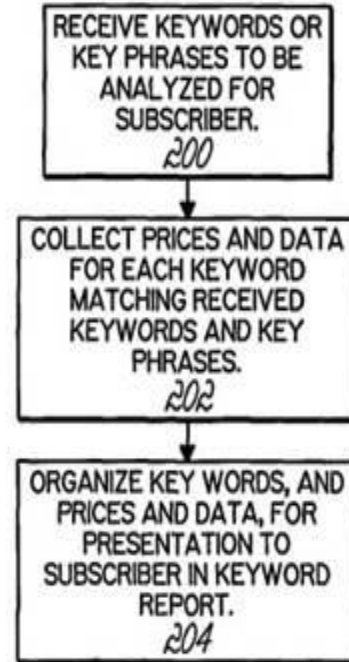 RECEIVE KEYWORDS OR
KEY PHRASES TO BE
ANALYZED FOR
SUBSCRIBER.
200
COLLECT PRICES AND DATA
FOR EACH KEYWORD
MATCHING RECEIVED
KEYWORDS AND KEY
PHRASES.
202
ORGANIZE KEY WORDS, AND
PRICES AND DATA, FOR
PRESENTATION TO
SUBSCRIBER IN KEYWORD
REPORT.
204